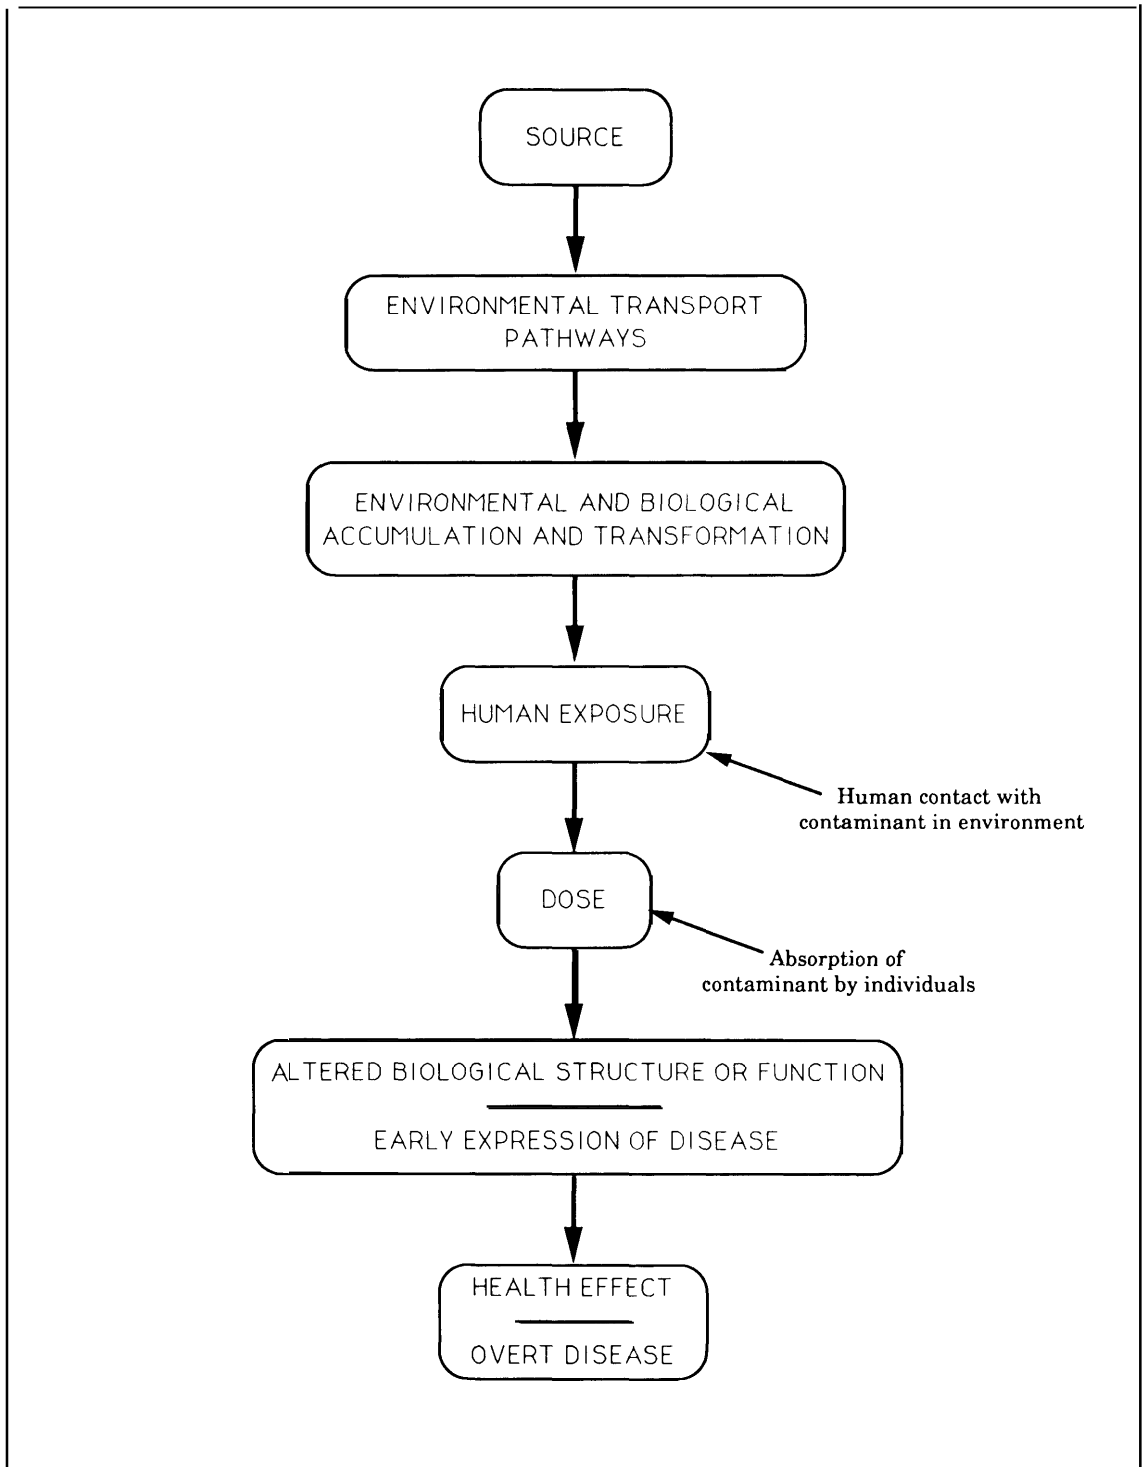 SOURCE
ENVIRONMENTAL TRANSPORT
PATHWAYS
ENVIRONMENTAL AND BIOLOGICAL
ACCUMULATION AND TRANSFORMATION
HUMAN EXPOSURE
Human contact with
contaminant in environment
DOSE
Absorption of
contaminant by individuals
ALTERED BIOLOGICAL STRUCTURE OR FUNCTION
EARLY EXPRESSION OF DISEASE
HEALTH EFFECT
OVERT DISEASE